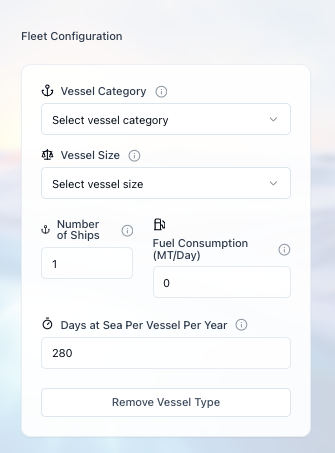 Fleet Configuration
Vessel Category
Select vessel category
Vessel Size
Select vessel size
Number
of Ships
1
Fuel Consumption
(MT/Day)
0
Days at Sea Per Vessel Per Year
280
Remove Vessel Type